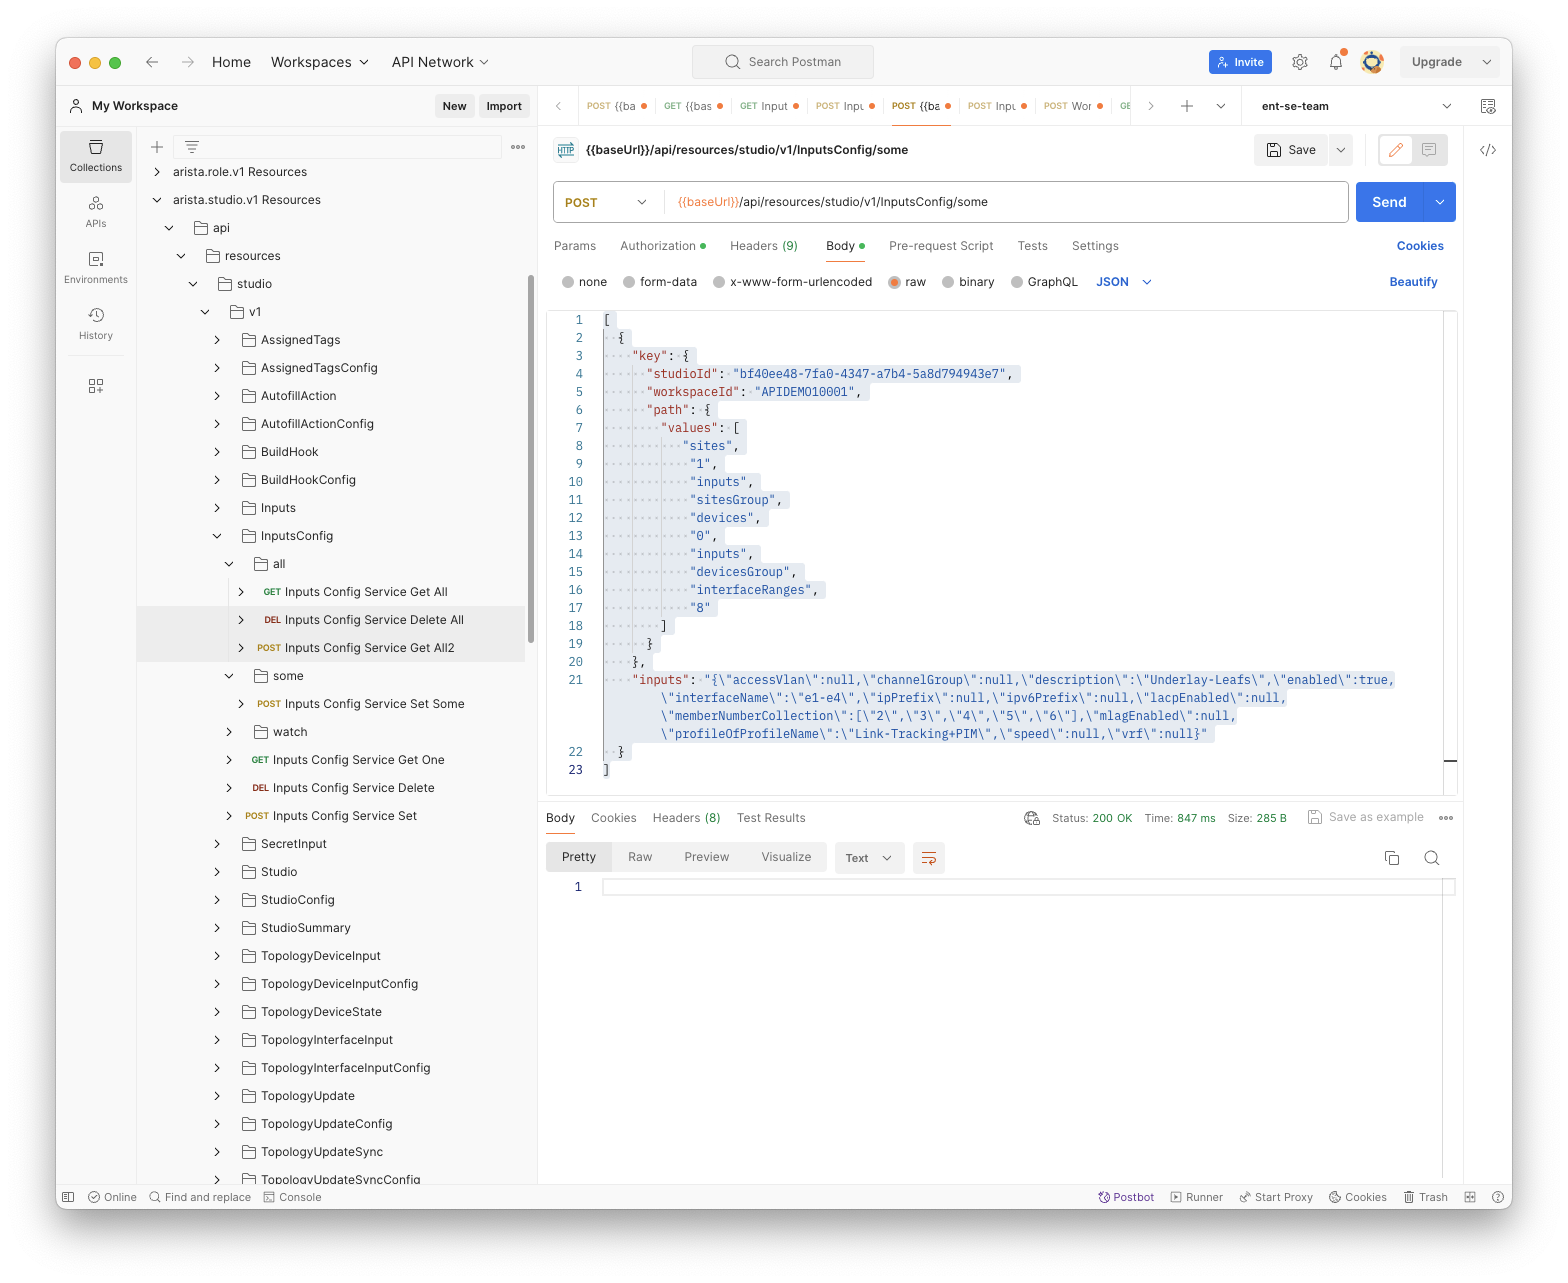 Home
Workspaces
API Network
Search Postman
Invite
Upgrade
My Workspace
New
Import
POST {{ba
GET {{bas
GET Input
POST Inpu
POST {{ba
POST Inpu
POST Wor
GE
ent-se-team
Collections
APIs
Environments
History
arista.role.v1 Resources
arista.studio.v1 Resources
api
resources
studio
v1
AssignedTags
AssignedTagsConfig
AutofillAction
AutofillActionConfig
BuildHook
BuildHookConfig
Inputs
InputsConfig
all
GET Inputs Config Service Get All
DEL Inputs Config Service Delete All
POST Inputs Config Service Get All2
some
POST Inputs Config Service Set Some
watch
GET Inputs Config Service Get One
DEL Inputs Config Service Delete
POST Inputs Config Service Set
SecretInput
Studio
StudioConfig
StudioSummary
TopologyDeviceInput
TopologyDeviceInputConfig
TopologyDeviceState
TopologyInterfaceInput
TopologyInterfaceInputConfig
TopologyUpdate
TopologyUpdateConfig
TopologyUpdateSync
TopologyUpdateSyncConfig
HTTP {{baseUrl}}/api/resources/studio/v1/InputsConfig/some
Save
</>
POST {{baseUrl}}/api/resources/studio/v1/InputsConfig/some
Send
Params Authorization Headers (9) Body Pre-request Script Tests Settings
Cookies
none form-data x-www-form-urlencoded raw binary GraphQL JSON
Beautify
1 [
2 {
3 "key": {
4 "studioId": "bf40ee48-7fa0-4347-a7b4-5a8d794943e7",
5 "workspaceId": "APIDEMO10001",
6 "path": {
7 "values": [
8 "sites",
9 "1",
10 "inputs",
11 "sitesGroup",
12 "devices",
13 "0",
14 "inputs",
15 "devicesGroup",
16 "interfaceRanges",
17 "8"
18 ]
19 }
20 },
21 "inputs": "{\"accessVlan\":null,\"channelGroup\":null,\"description\":\"Underlay-Leafs\",\"enabled\":true,
\"interfaceName\":\"e1-e4\",\"ipPrefix\":null,\"ipv6Prefix\":null,\"lacpEnabled\":null,
\"memberNumberCollection\":[\"2\",\"3\",\"4\",\"5\",\"6\"],\"mlagEnabled\":null,
\"profileOfProfileName\":\"Link-Tracking+PIM\",\"speed\":null,\"vrf\":null}"
22 }
23 ]
Body Cookies Headers (8) Test Results
Status: 200 OK Time: 847 ms Size: 285 B
Save as example
Pretty Raw Preview Visualize
Text
1
Online
Find and replace
Console
Postbot
Runner
Start Proxy
Cookies
Trash